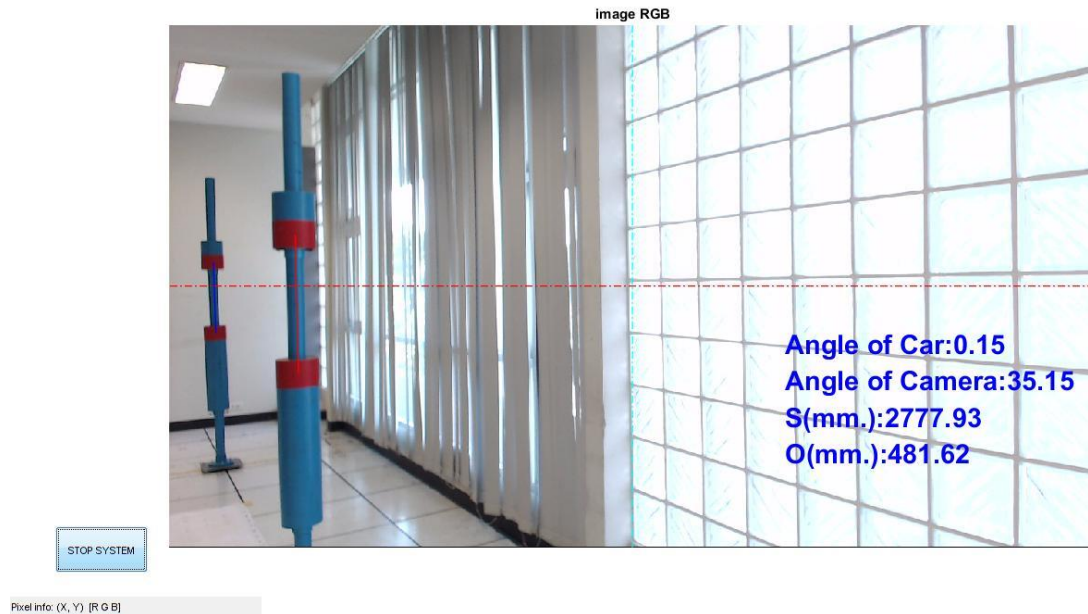 image RGB
Angle of Car:0.15
Angle of Camera:35.15
S(mm.):2777.93
O(mm.):481.62
STOP SYSTEM
Pixel info: (X, Y) [R G B]